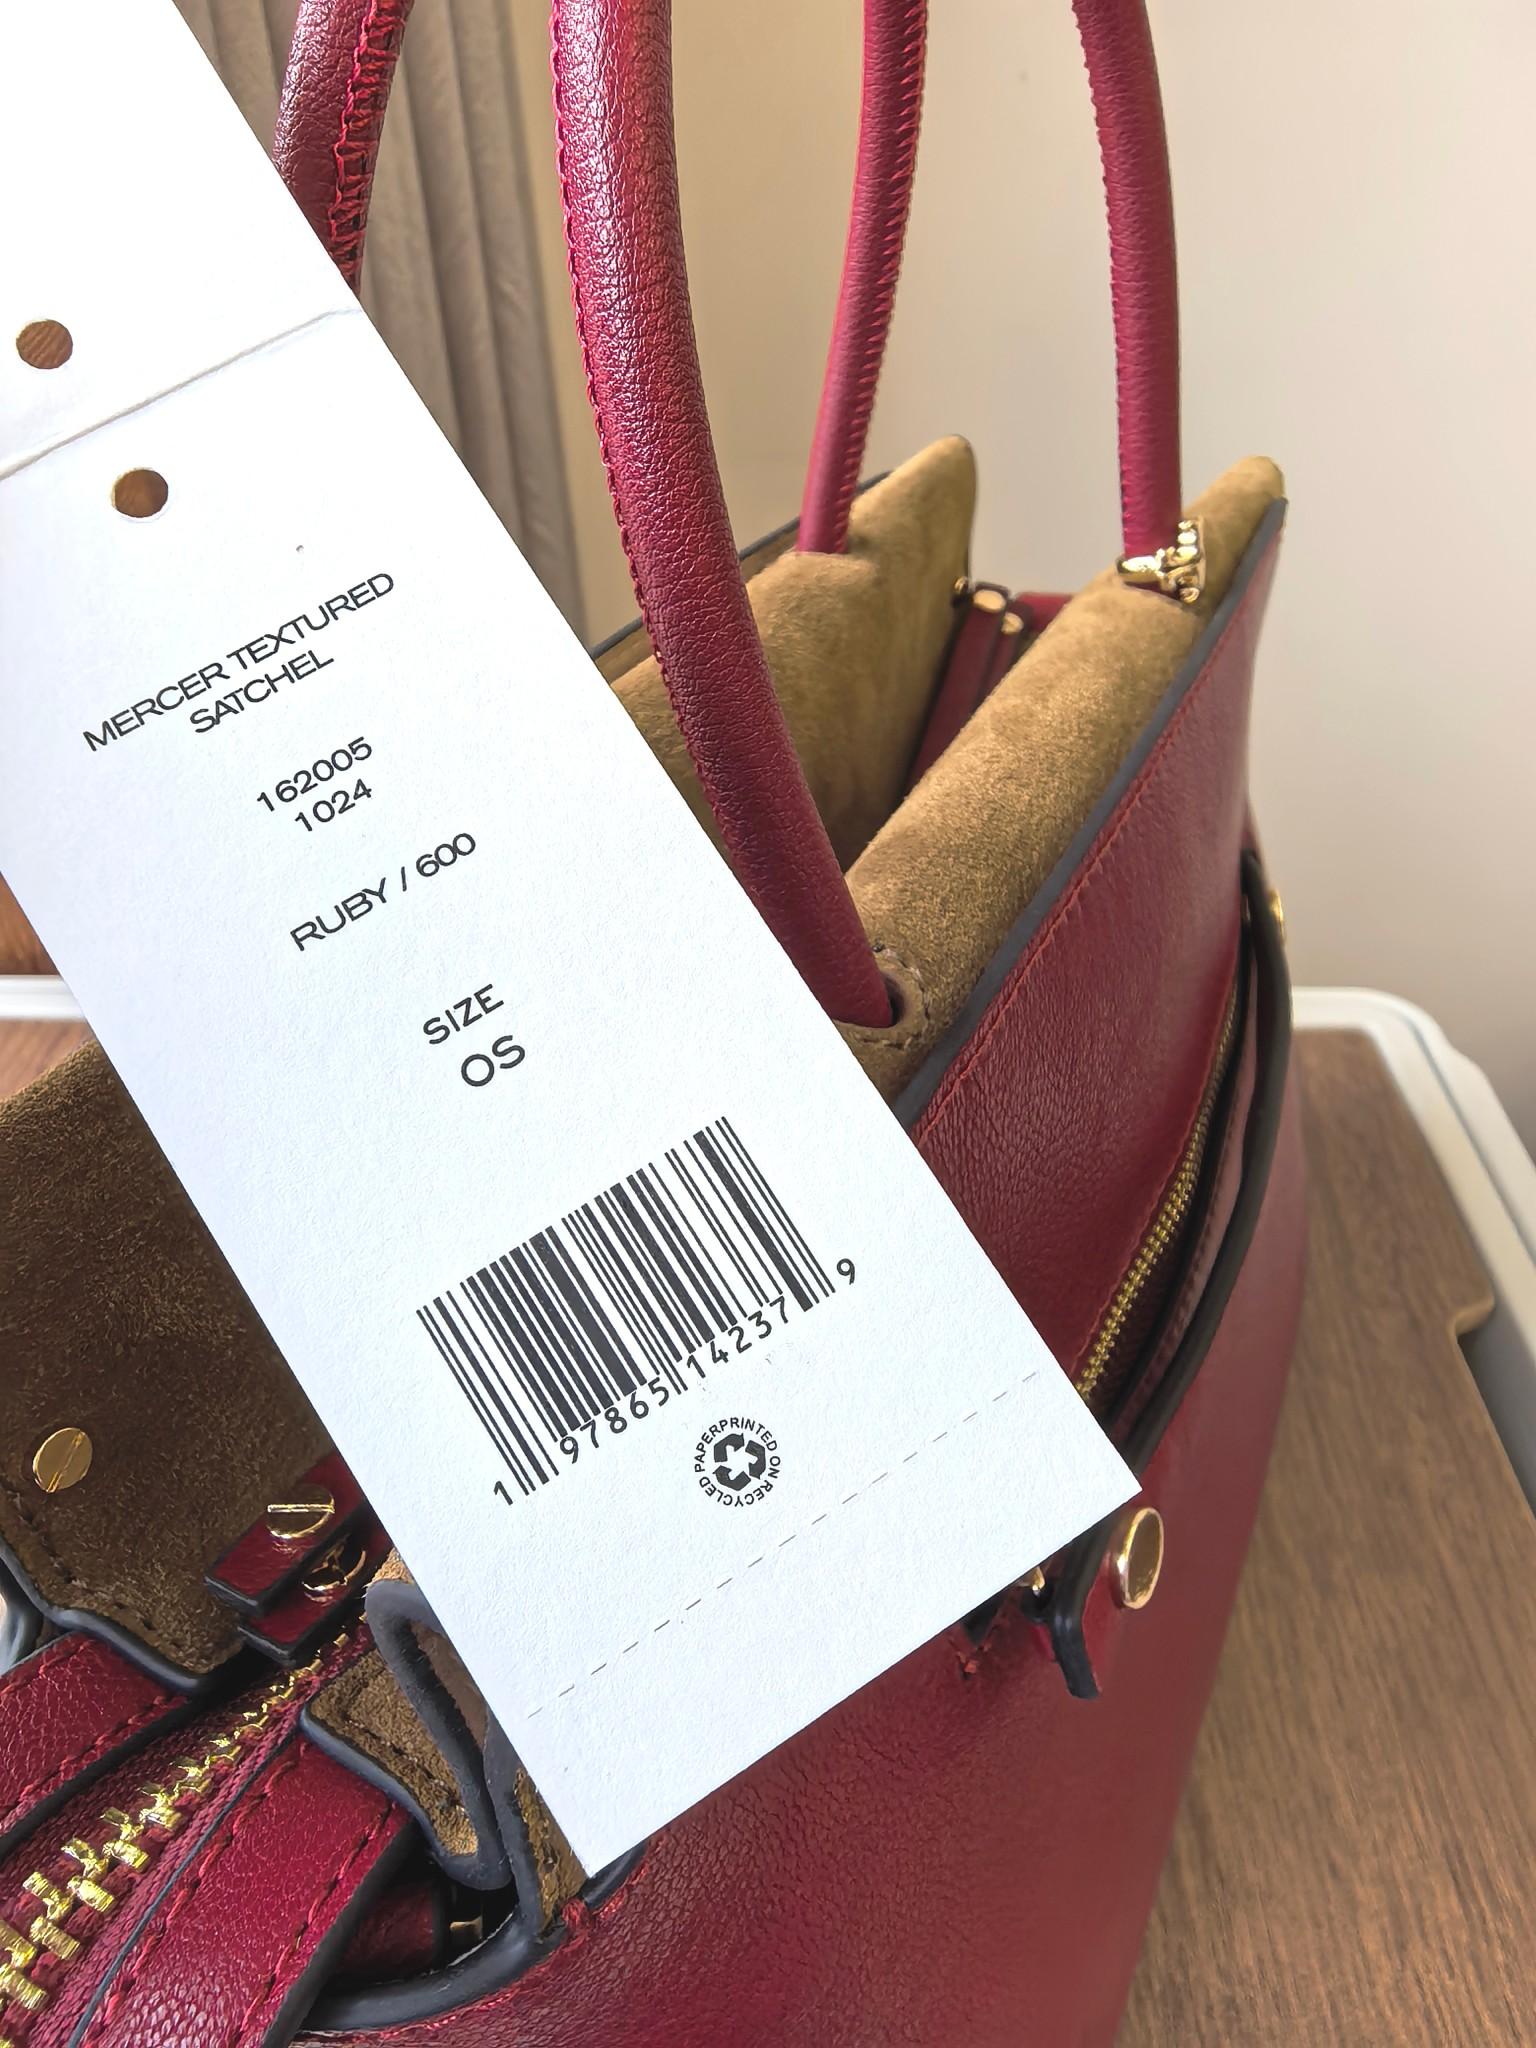 MERCER TEXTURED
SATCHEL
162005
1024
RUBY / 600
SIZE
OS
1 97865 14237 9
PRINTED ON RECYCLED PAPER